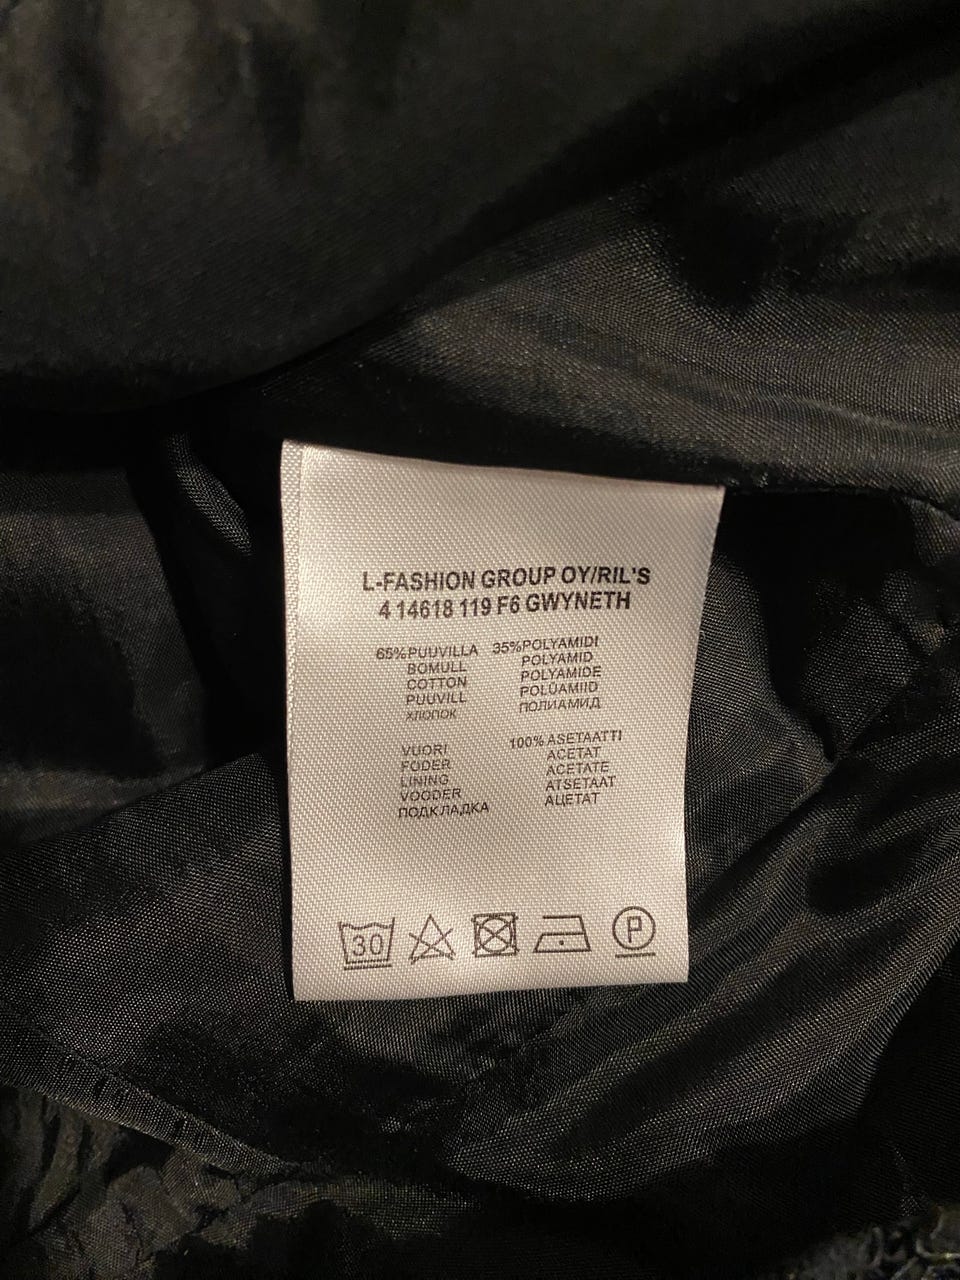 L-FASHION GROUP OY/RIL'S
4 14618 119 F6 GWYNETH
65% PUUVILLA 35% POLYAMIDI
BOMULL POLYAMID
COTTON POLYAMIDE
PUUVILL POLÜAMIID
ХЛОПОК ПОЛИАМИД
VUORI 100% ASETAATTI
FODER ACETAT
LINING ACETATE
VOODER ATSETAAT
ПОДКЛАДКА АЦЕТАТ
30 P